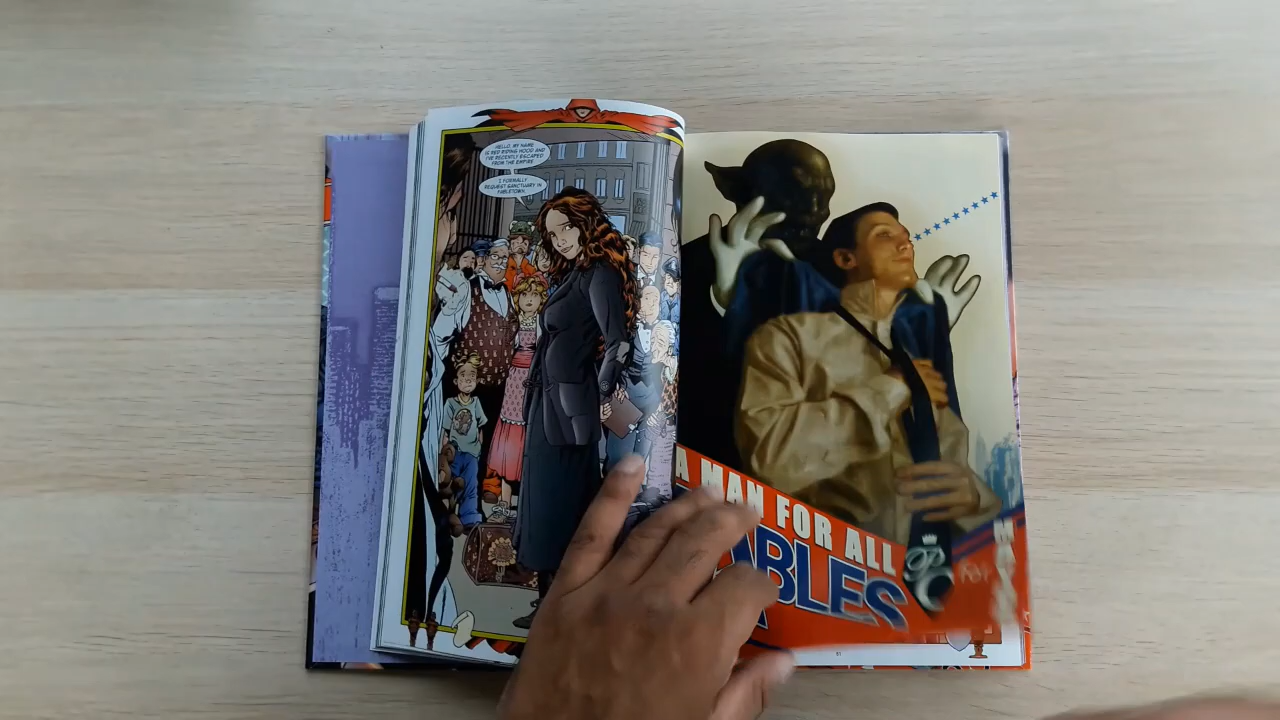 HELLO. MY NAME
IS RED RIDING HOOD AND
I'VE RECENTLY ESCAPED
FROM THE EMPIRE.
I FORMALLY
REQUEST SANCTUARY IN
FABLETOWN.
A MAN FOR ALL
ABLES